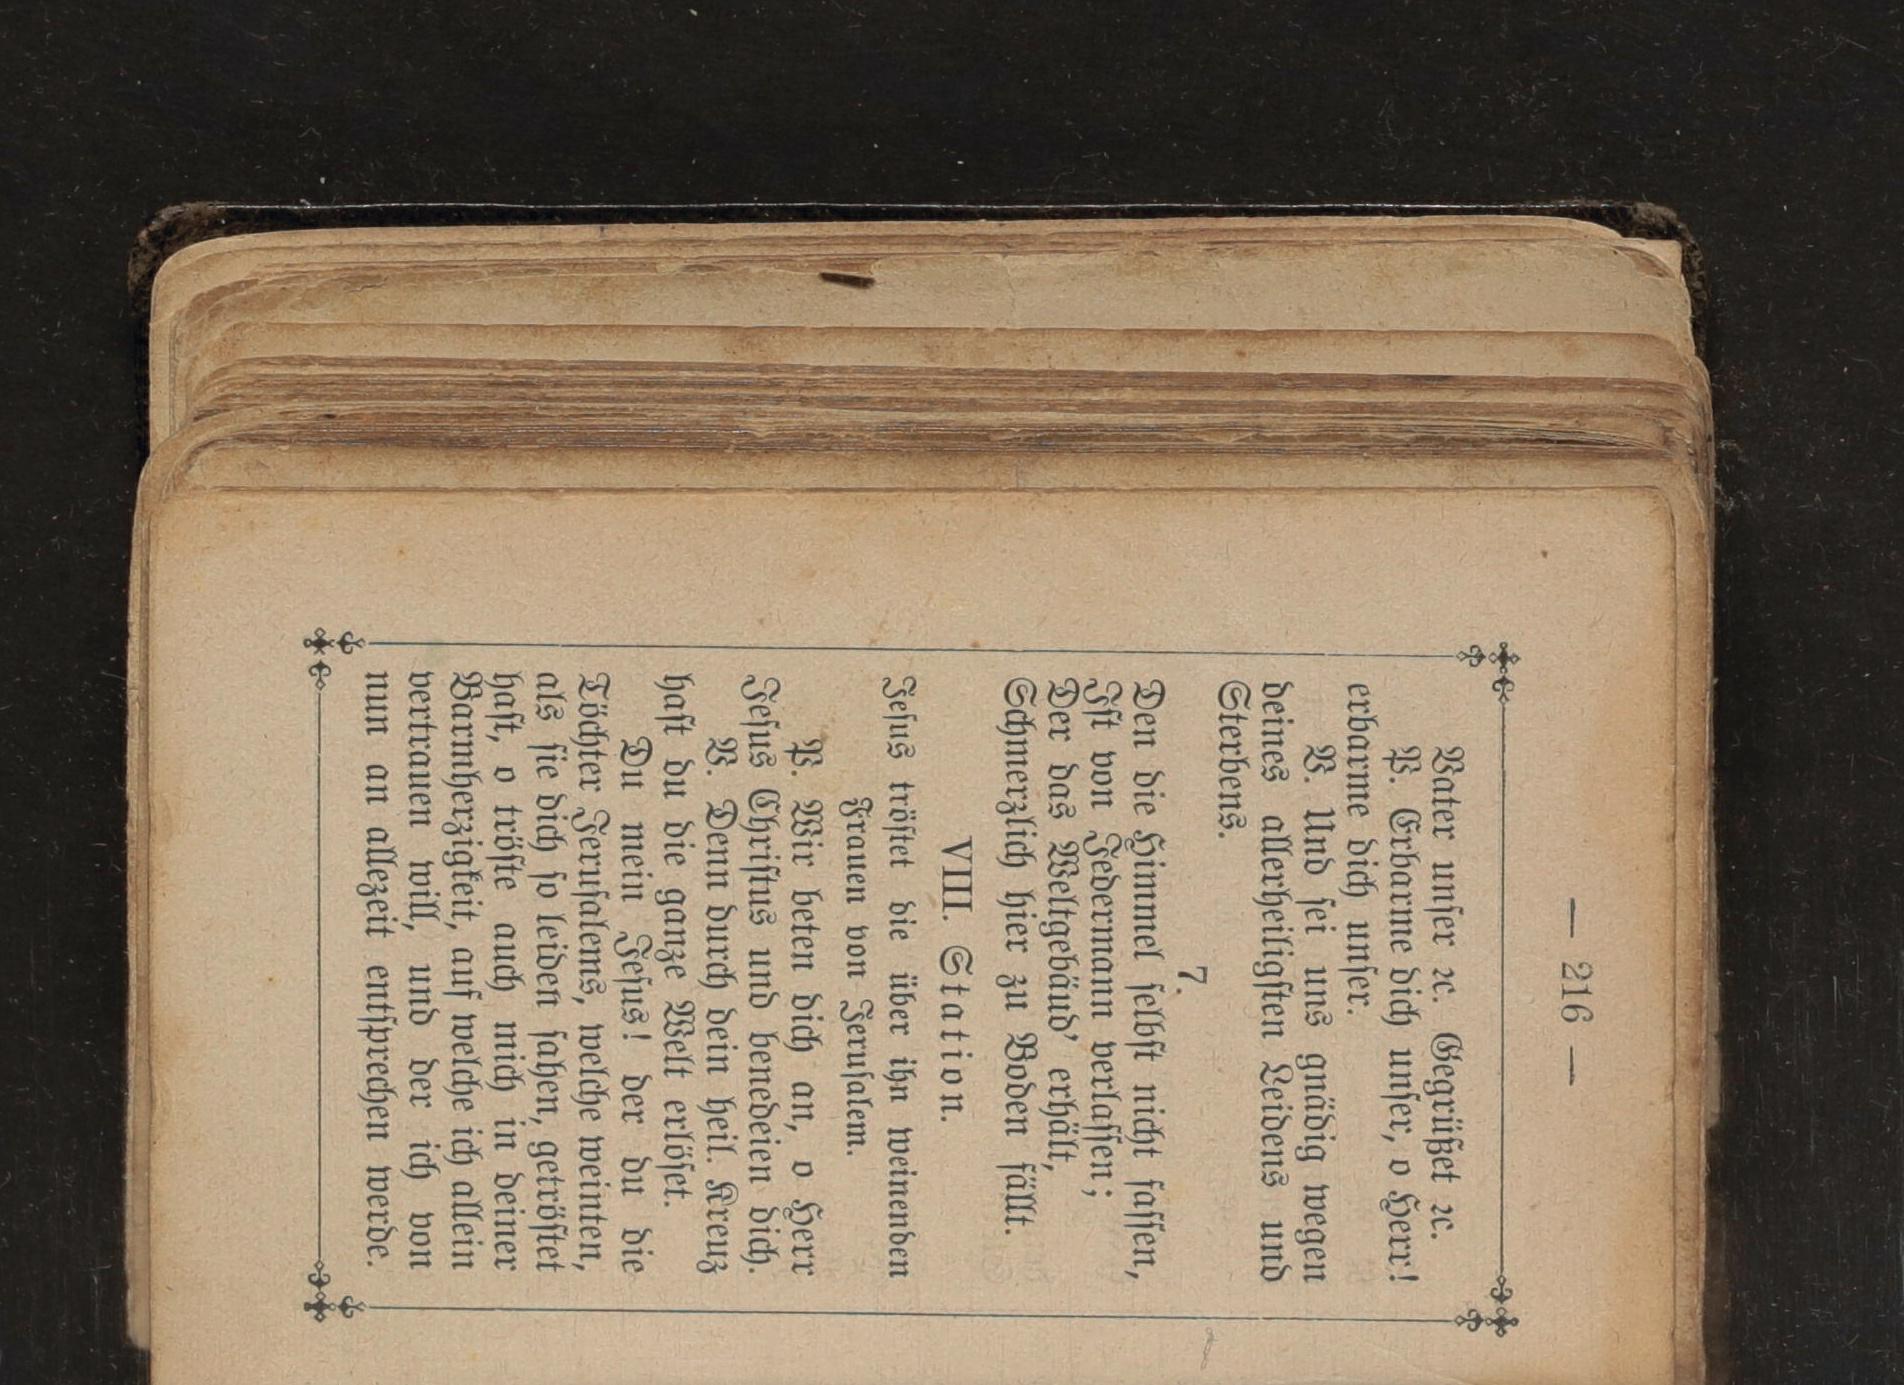 — 216 —
Vater unſer ꝛc. Gegrüßet ꝛc.
P. Erbarme dich unſer, o Herr!
erbarme dich unſer.
V. Und ſei uns gnädig wegen
deines allerheiligſten Leidens und
Sterbens.
7.
Den die Himmel ſelbſt nicht faſſen,
Iſt von Jedermann verlaſſen;
Der das Weltgebäud’ erhält,
Schmerzlich hier zu Boden fällt.
VIII. Station.
Jeſus tröſtet die über ihn weinenden
Frauen von Jeruſalem.
P. Wir beten dich an, o Herr
Jeſus Chriſtus und benedeien dich.
V. Denn durch dein heil. Kreuz
haſt du die ganze Welt erlöſet.
Du mein Jeſus! der du die
Töchter Jeruſalems, welche weinten,
als ſie dich ſo leiden ſahen, getröſtet
haſt, o tröſte auch mich in deiner
Barmherzigkeit, auf welche ich allein
vertrauen will, und der ich von
nun an allezeit entſprechen werde.